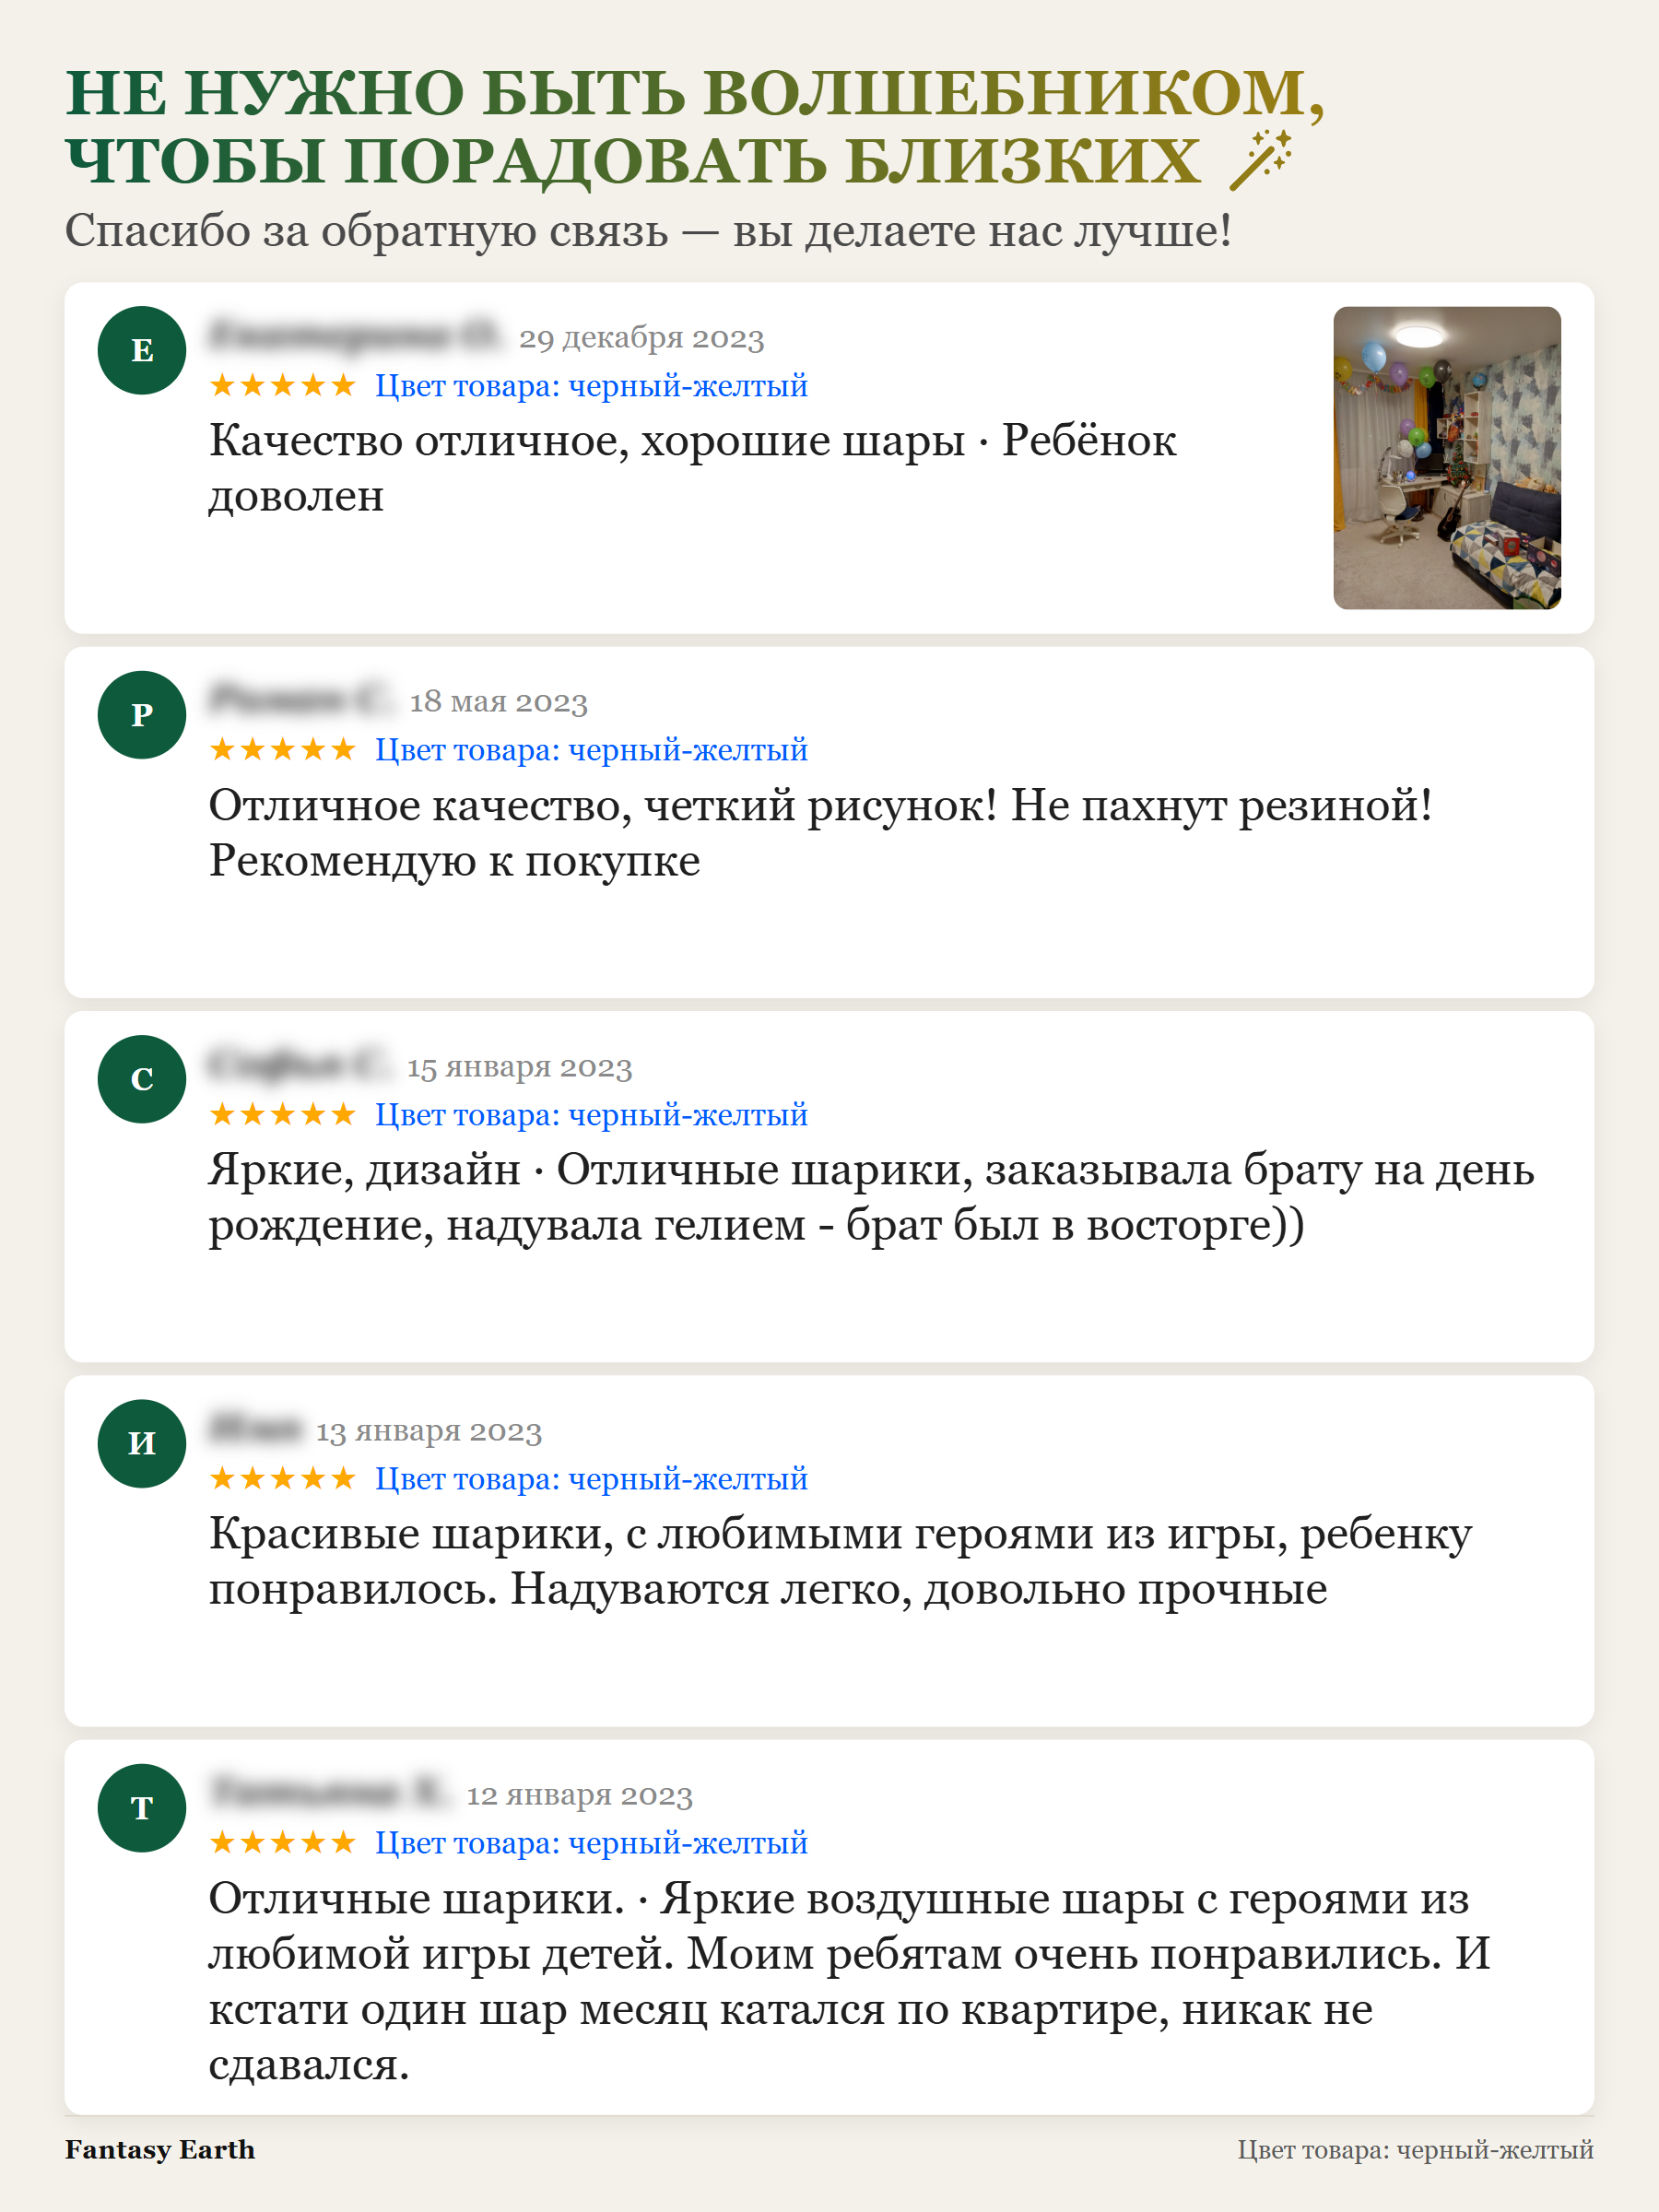 НЕ НУЖНО БЫТЬ ВОЛШЕБНИКОМ,
ЧТОБЫ ПОРАДОВАТЬ БЛИЗКИХ
Спасибо за обратную связь — вы делаете нас лучше!
Е
29 декабря 2023
★★★★★ Цвет товара: черный-желтый
Качество отличное, хорошие шары · Ребёнок
доволен
Р
18 мая 2023
★★★★★ Цвет товара: черный-желтый
Отличное качество, четкий рисунок! Не пахнут резиной!
Рекомендую к покупке
С
15 января 2023
★★★★★ Цвет товара: черный-желтый
Яркие, дизайн · Отличные шарики, заказывала брату на день
рождение, надувала гелием - брат был в восторге))
И
13 января 2023
★★★★★ Цвет товара: черный-желтый
Красивые шарики, с любимыми героями из игры, ребенку
понравилось. Надуваются легко, довольно прочные
Т
12 января 2023
★★★★★ Цвет товара: черный-желтый
Отличные шарики. · Яркие воздушные шары с героями из
любимой игры детей. Моим ребятам очень понравились. И
кстати один шар месяц катался по квартире, никак не
сдавался.
Fantasy Earth
Цвет товара: черный-желтый